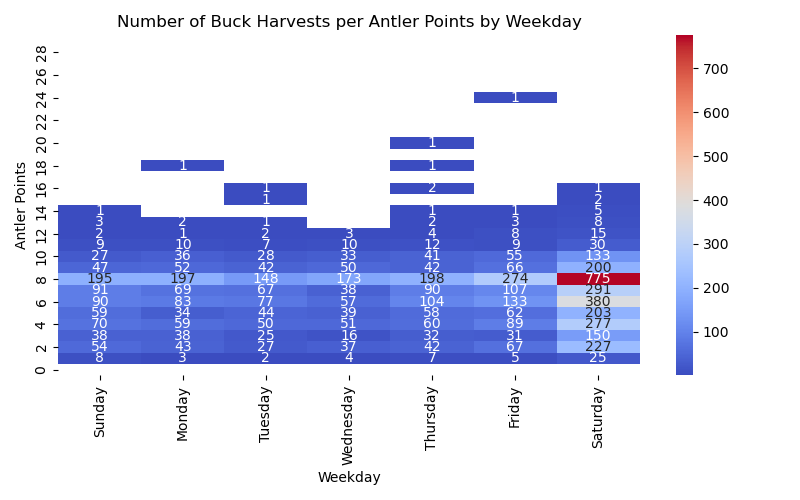 Number of Buck Harvests per Antler Points by Weekday
28
26
24 1
22
20 1
18 1 1
16 1 2 1
1 2
14 1 1 1 5
3 2 1 2 3 8
12 2 1 2 3 4 8 15
9 10 7 10 12 9 30
10 27 36 28 33 41 55 133
47 52 42 50 42 66 200
8 195 197 148 173 198 274 775
91 69 67 38 90 107 291
6 90 83 77 57 104 133 380
59 34 44 39 58 62 203
4 70 59 50 51 60 89 277
38 38 25 16 32 31 150
2 54 43 27 37 42 67 227
8 3 2 4 7 5 25
0
Antler Points
Sunday Monday Tuesday Wednesday Thursday Friday Saturday
Weekday
700
600
500
400
300
200
100